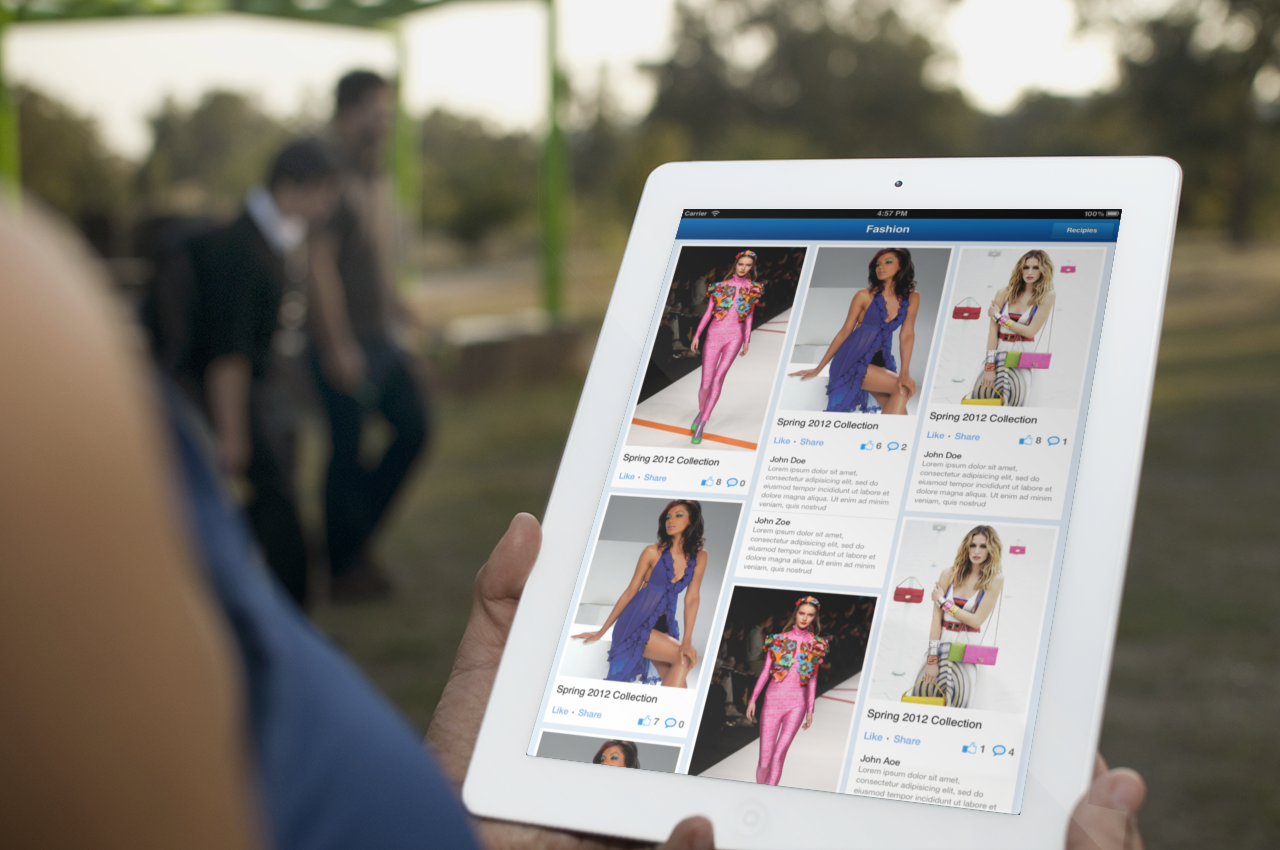 Carrier 4:57 PM 100%
Fashion
Recipies
Spring 2012 Collection
Like • Share 8 0
Spring 2012 Collection
Like • Share 7 0
Spring 2012 Collection
Like • Share 6 2
John Doe
Lorem ipsum dolor sit amet,
consectetur adipisicing elit, sed do
eiusmod tempor incididunt ut labore et
dolore magna aliqua. Ut enim ad minim
veniam, quis nostrud
John Zoe
Lorem ipsum dolor sit amet,
consectetur adipisicing elit, sed do
eiusmod tempor incididunt ut labore et
dolore magna aliqua. Ut enim ad minim
veniam, quis nostrud
Spring 2012 Collection
Like • Share 8 1
John Doe
Lorem ipsum dolor sit amet,
consectetur adipisicing elit, sed do
eiusmod tempor incididunt ut labore et
dolore magna aliqua. Ut enim ad minim
veniam, quis nostrud
Spring 2012 Collection
Like • Share 1 4
John Aoe
Lorem ipsum dolor sit amet,
consectetur adipisicing elit, sed do
eiusmod tempor incididunt ut labore et